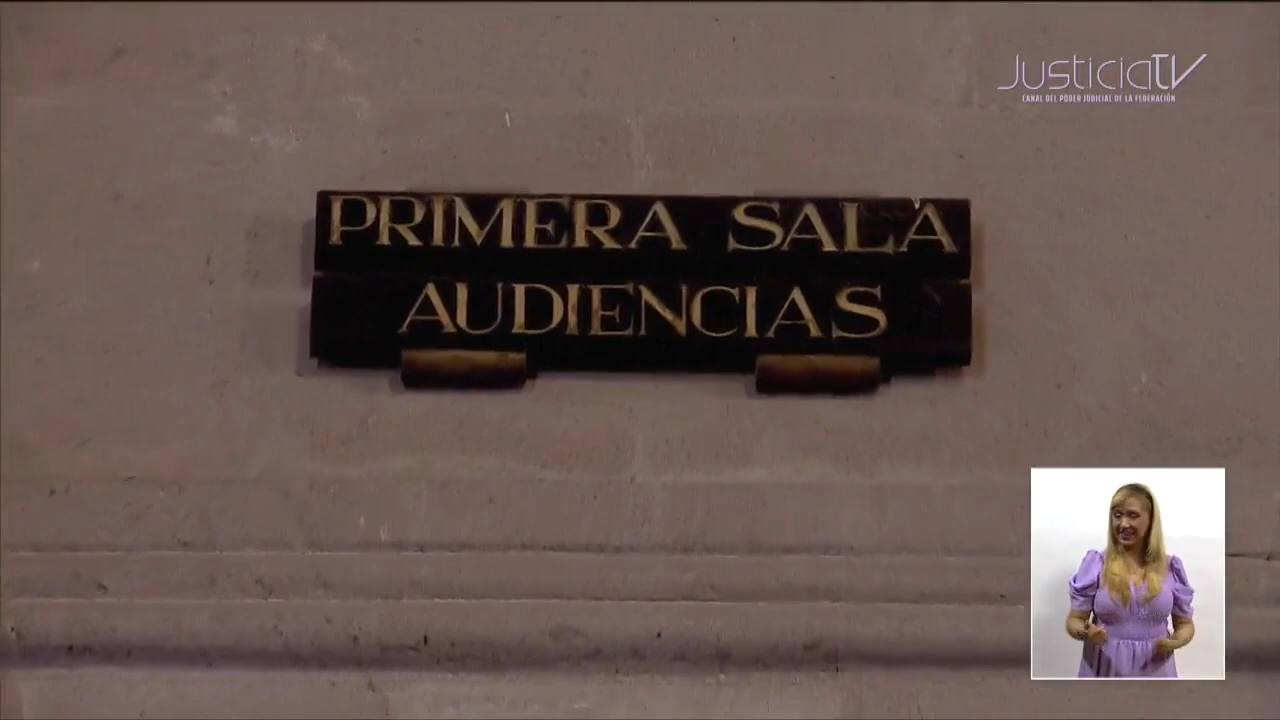 JusticiaTV
CANAL DEL PODER JUDICIAL DE LA FEDERACIÓN
PRIMERA SALA
AUDIENCIAS